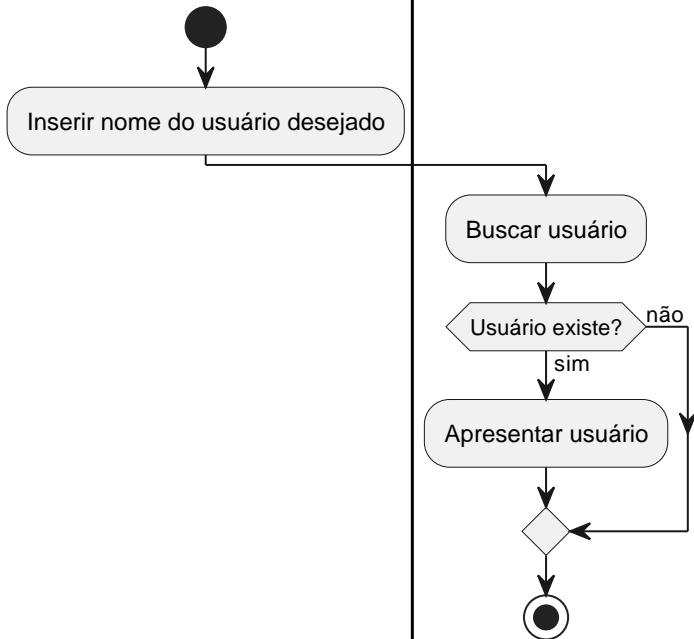 Inserir nome do usuário desejado
Buscar usuário
Usuário existe?
não
sim
Apresentar usuário